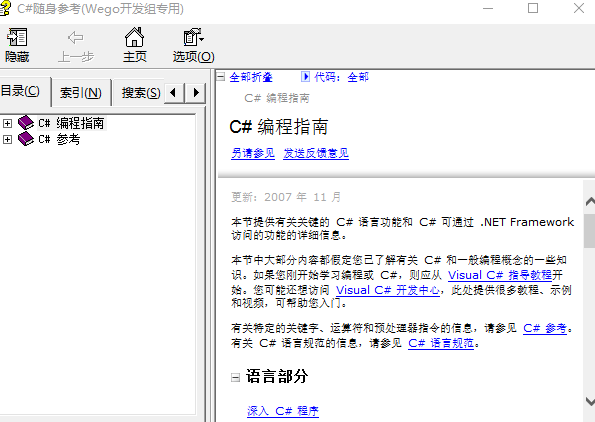 C#随身参考(Wego开发组专用)
隐藏 上一步 主页 选项(O)
目录(C) 索引(N) 搜索(S)
C# 编程指南
C# 参考
全部折叠 代码: 全部
C# 编程指南
C# 编程指南
另请参见 发送反馈意见
更新：2007 年 11 月
本节提供有关关键的 C# 语言功能和 C# 可通过 .NET Framework
访问的功能的详细信息。
本节中大部分内容都假定您已了解有关 C# 和一般编程概念的一些知
识。如果您刚开始学习编程或 C#，则应从 Visual C# 指导教程开
始。您可能还想访问 Visual C# 开发中心，此处提供很多教程、示例
和视频，可帮助您入门。
有关特定的关键字、运算符和预处理器指令的信息，请参见 C# 参考。
有关 C# 语言规范的信息，请参见 C# 语言规范。
语言部分
深入 C# 程序